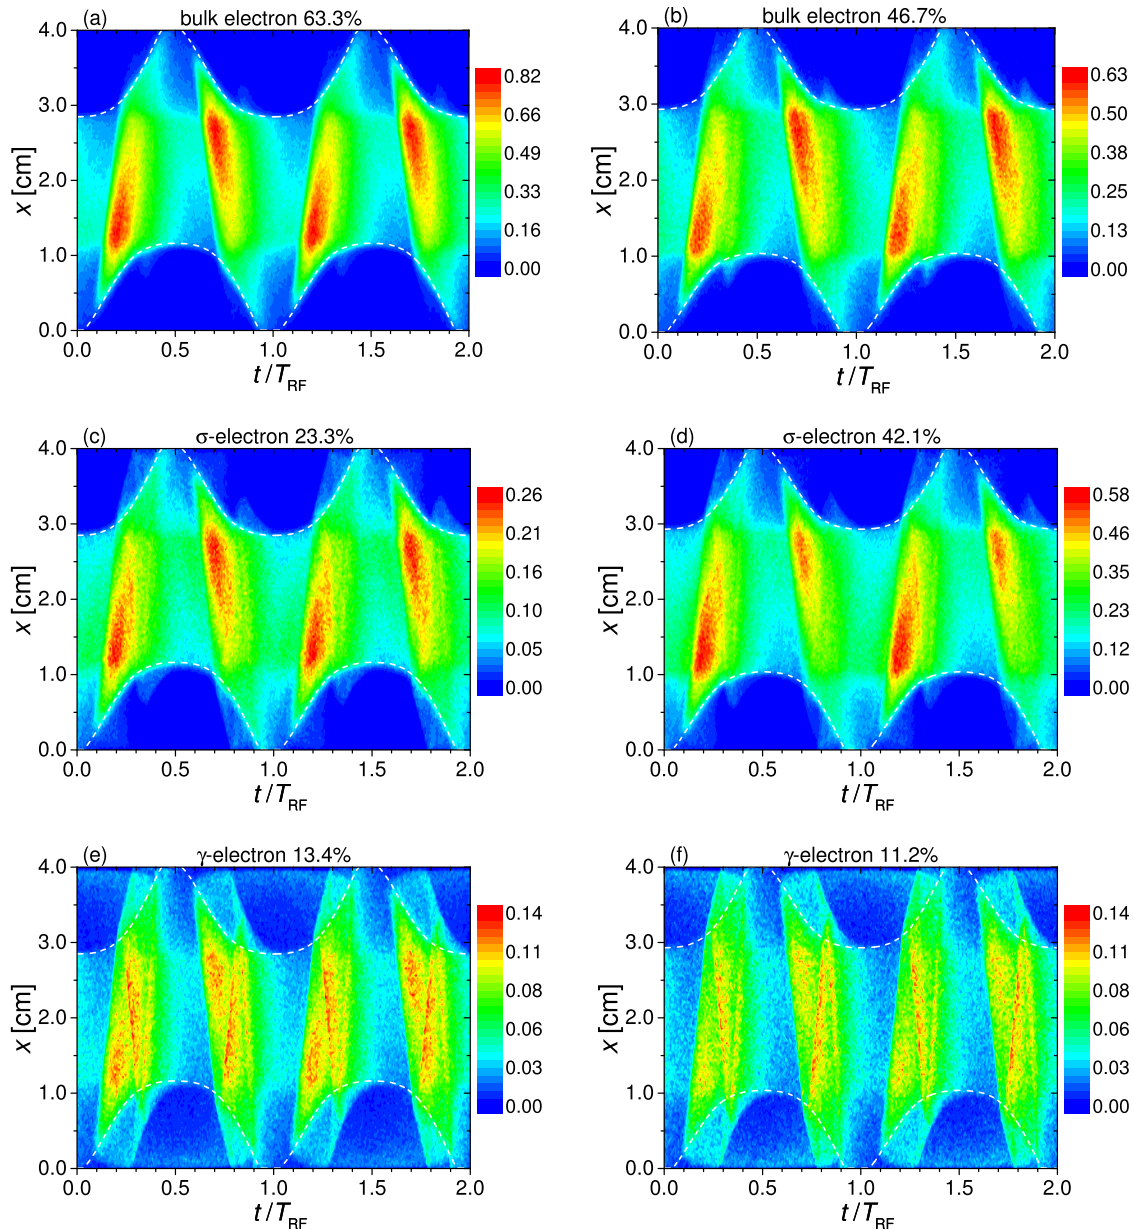 (a) bulk electron 63.3%
4.0
3.0
2.0
1.0
0.0
x [cm]
0.0 0.5 1.0 1.5 2.0
t/T_RF
0.82
0.66
0.49
0.33
0.16
0.00
(b) bulk electron 46.7%
4.0
3.0
2.0
1.0
0.0
x [cm]
0.0 0.5 1.0 1.5 2.0
t/T_RF
0.63
0.50
0.38
0.25
0.13
0.00
(c) σ-electron 23.3%
4.0
3.0
2.0
1.0
0.0
x [cm]
0.0 0.5 1.0 1.5 2.0
t/T_RF
0.26
0.21
0.16
0.10
0.05
0.00
(d) σ-electron 42.1%
4.0
3.0
2.0
1.0
0.0
x [cm]
0.0 0.5 1.0 1.5 2.0
t/T_RF
0.58
0.46
0.35
0.23
0.12
0.00
(e) γ-electron 13.4%
4.0
3.0
2.0
1.0
0.0
x [cm]
0.0 0.5 1.0 1.5 2.0
t/T_RF
0.14
0.11
0.08
0.06
0.03
0.00
(f) γ-electron 11.2%
4.0
3.0
2.0
1.0
0.0
x [cm]
0.0 0.5 1.0 1.5 2.0
t/T_RF
0.14
0.11
0.08
0.06
0.03
0.00